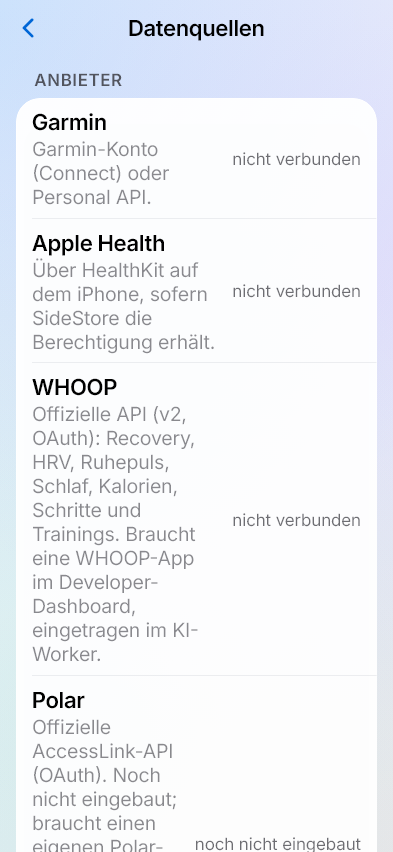 Datenquellen
ANBIETER
Garmin
Garmin-Konto
(Connect) oder
Personal API.
nicht verbunden
Apple Health
Über HealthKit auf
dem iPhone, sofern
SideStore die
Berechtigung erhält.
nicht verbunden
WHOOP
Offizielle API (v2,
OAuth): Recovery,
HRV, Ruhepuls,
Schlaf, Kalorien,
Schritte und
Trainings. Braucht
eine WHOOP-App
im Developer-
Dashboard,
eingetragen im KI-
Worker.
nicht verbunden
Polar
Offizielle
AccessLink-API
(OAuth). Noch
nicht eingebaut;
braucht einen
eigenen Polar-
noch nicht eingebaut